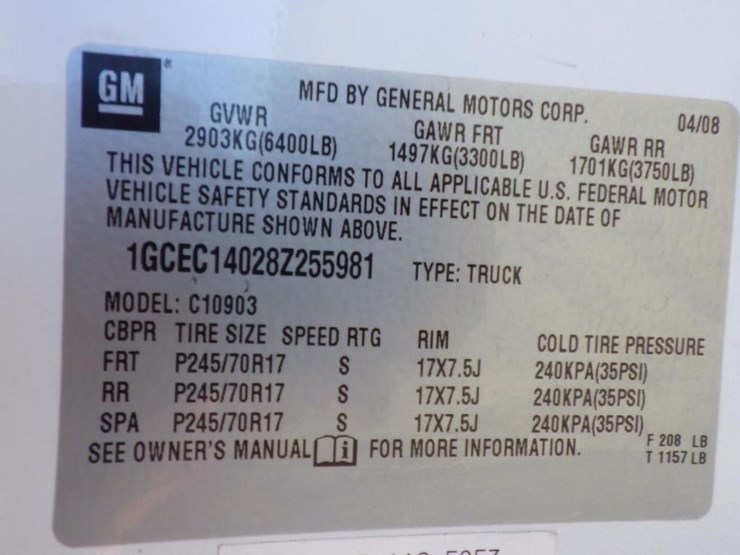 GM
MFD BY GENERAL MOTORS CORP. 04/08
GVWR GAWR FRT GAWR RR
2903KG(6400LB) 1497KG(3300LB) 1701KG(3750LB)
THIS VEHICLE CONFORMS TO ALL APPLICABLE U.S. FEDERAL MOTOR
VEHICLE SAFETY STANDARDS IN EFFECT ON THE DATE OF
MANUFACTURE SHOWN ABOVE.
1GCEC14028Z255981 TYPE: TRUCK
MODEL: C10903
CBPR TIRE SIZE SPEED RTG RIM COLD TIRE PRESSURE
FRT P245/70R17 S 17X7.5J 240KPA(35PSI)
RR P245/70R17 S 17X7.5J 240KPA(35PSI)
SPA P245/70R17 S 17X7.5J 240KPA(35PSI)
F 208 LB
SEE OWNER'S MANUAL i FOR MORE INFORMATION. T 1157 LB